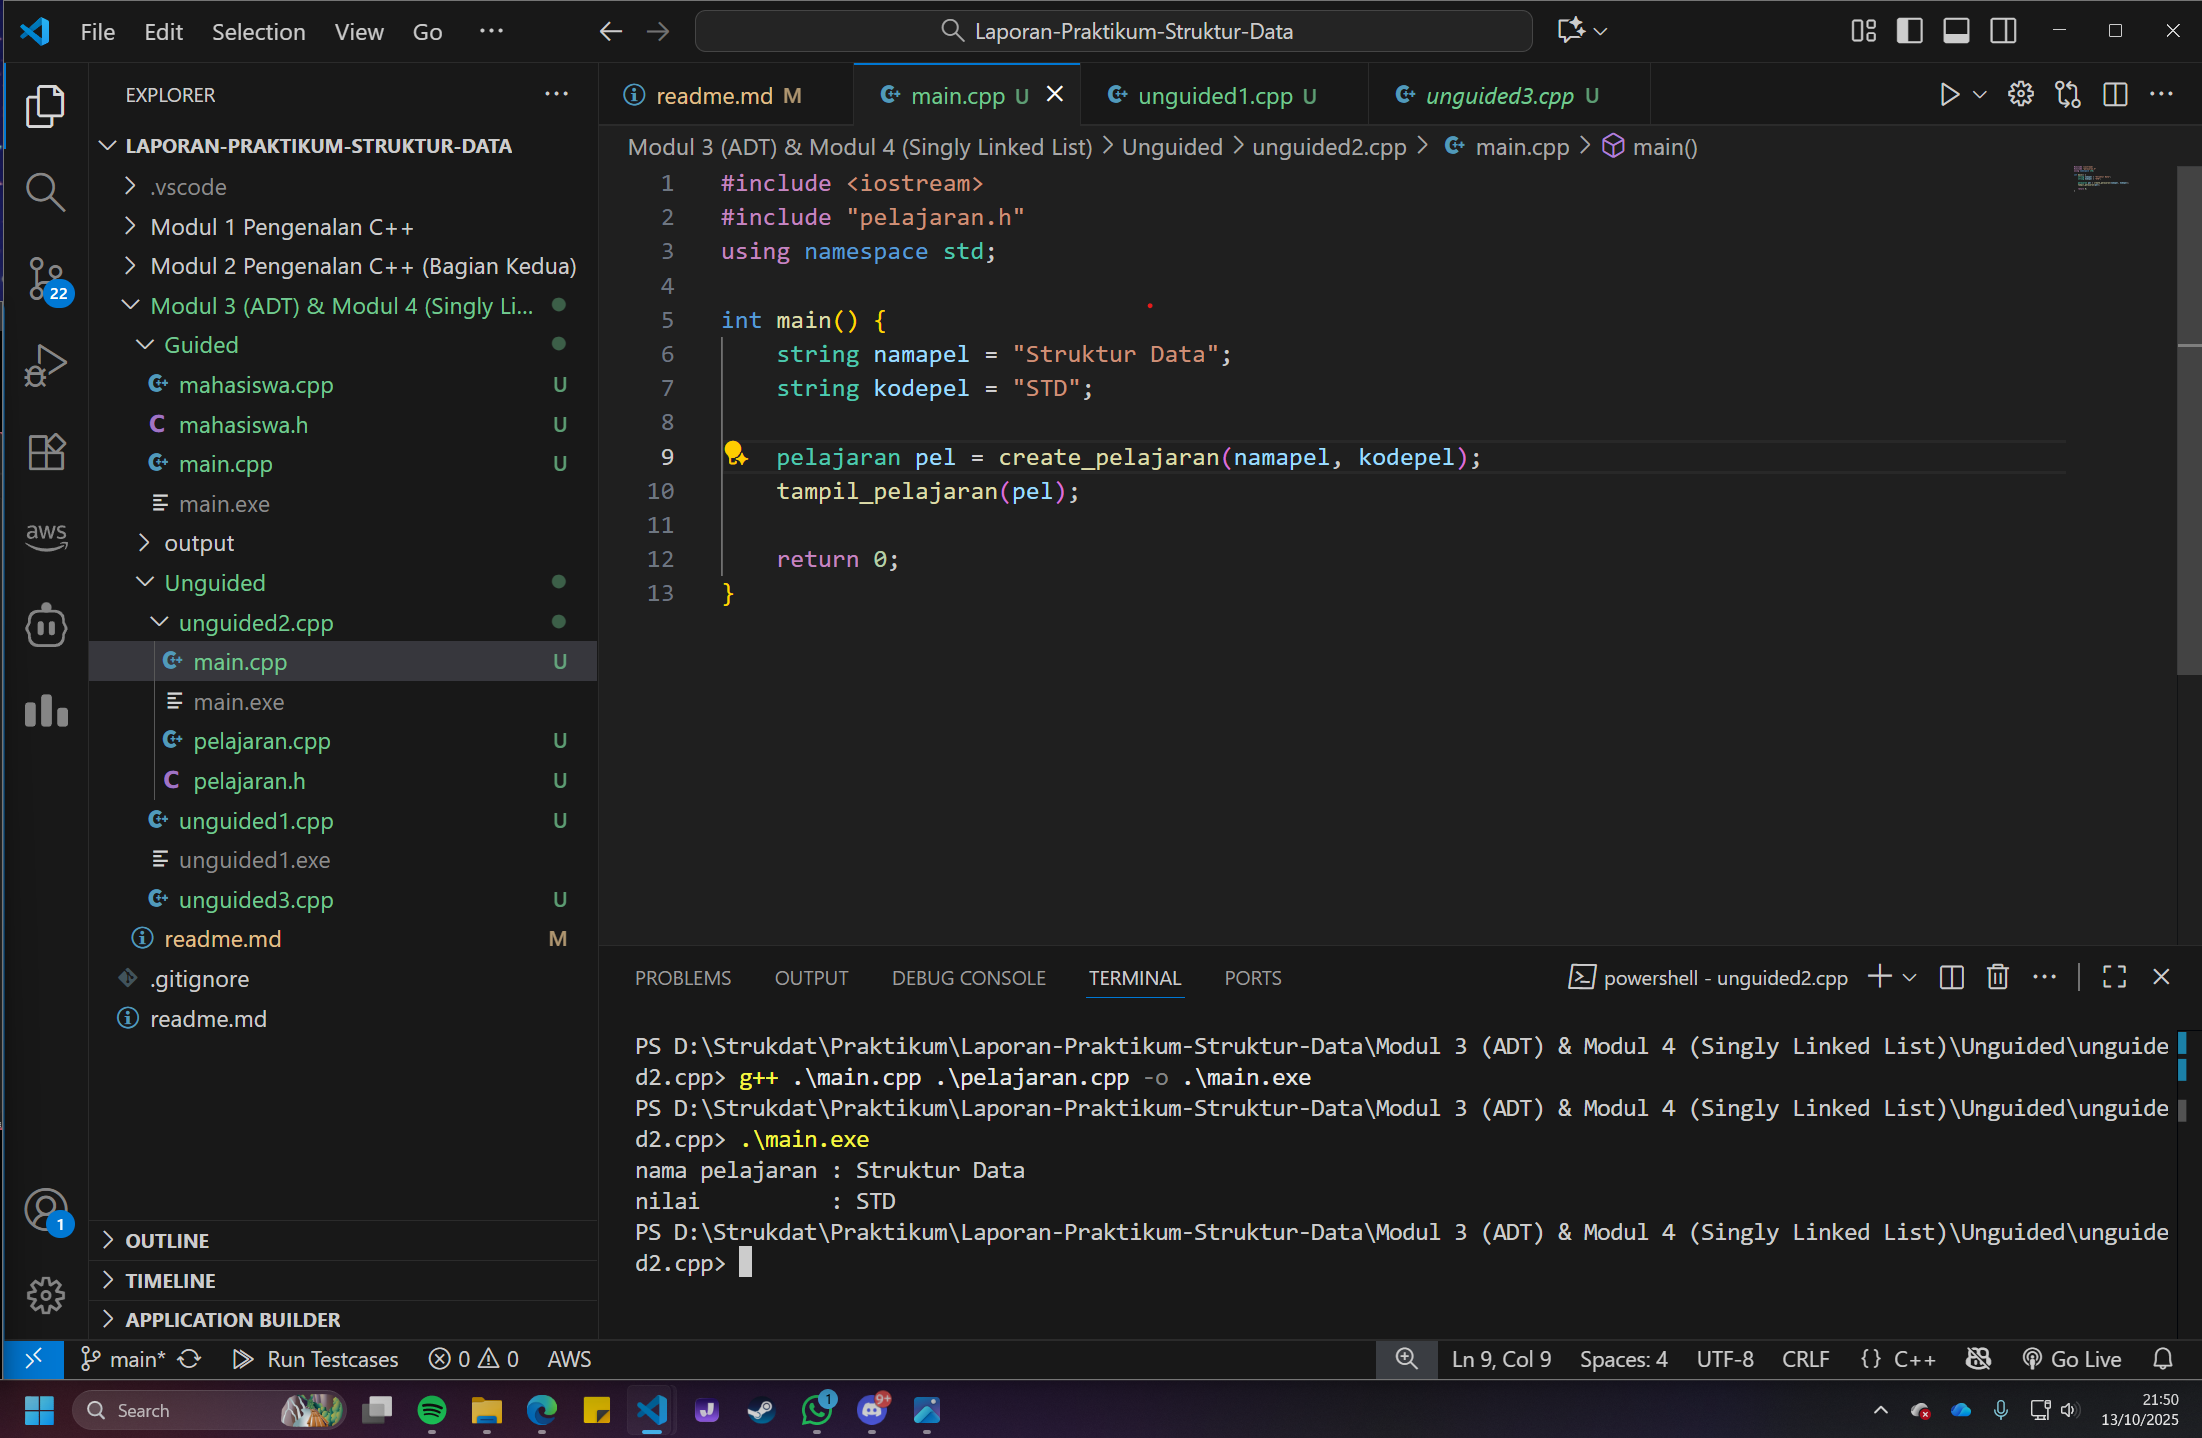 File Edit Selection View Go ··· Laporan-Praktikum-Struktur-Data
EXPLORER ···
readme.md M main.cpp U unguided1.cpp U unguided3.cpp U
LAPORAN-PRAKTIKUM-STRUKTUR-DATA
.vscode
Modul 1 Pengenalan C++
Modul 2 Pengenalan C++ (Bagian Kedua)
Modul 3 (ADT) & Modul 4 (Singly Li...
Guided
mahasiswa.cpp U
mahasiswa.h U
main.cpp U
main.exe
output
Unguided
unguided2.cpp
main.cpp U
main.exe
pelajaran.cpp U
pelajaran.h U
unguided1.cpp U
unguided1.exe
unguided3.cpp U
readme.md M
.gitignore
readme.md
OUTLINE
TIMELINE
APPLICATION BUILDER
22
aws
1
Modul 3 (ADT) & Modul 4 (Singly Linked List) > Unguided > unguided2.cpp > main.cpp > main()
1 #include <iostream>
2 #include "pelajaran.h"
3 using namespace std;
4
5 int main() {
6 string namapel = "Struktur Data";
7 string kodepel = "STD";
8
9 pelajaran pel = create_pelajaran(namapel, kodepel);
10 tampil_pelajaran(pel);
11
12 return 0;
13 }
PROBLEMS OUTPUT DEBUG CONSOLE TERMINAL PORTS powershell - unguided2.cpp
PS D:\Strukdat\Praktikum\Laporan-Praktikum-Struktur-Data\Modul 3 (ADT) & Modul 4 (Singly Linked List)\Unguided\unguide
d2.cpp> g++ .\main.cpp .\pelajaran.cpp -o .\main.exe
PS D:\Strukdat\Praktikum\Laporan-Praktikum-Struktur-Data\Modul 3 (ADT) & Modul 4 (Singly Linked List)\Unguided\unguide
d2.cpp> .\main.exe
nama pelajaran : Struktur Data
nilai : STD
PS D:\Strukdat\Praktikum\Laporan-Praktikum-Struktur-Data\Modul 3 (ADT) & Modul 4 (Singly Linked List)\Unguided\unguide
d2.cpp>
main* Run Testcases 0 0 AWS Ln 9, Col 9 Spaces: 4 UTF-8 CRLF {} C++ Go Live
Search 1 9+ 21:50
13/10/2025